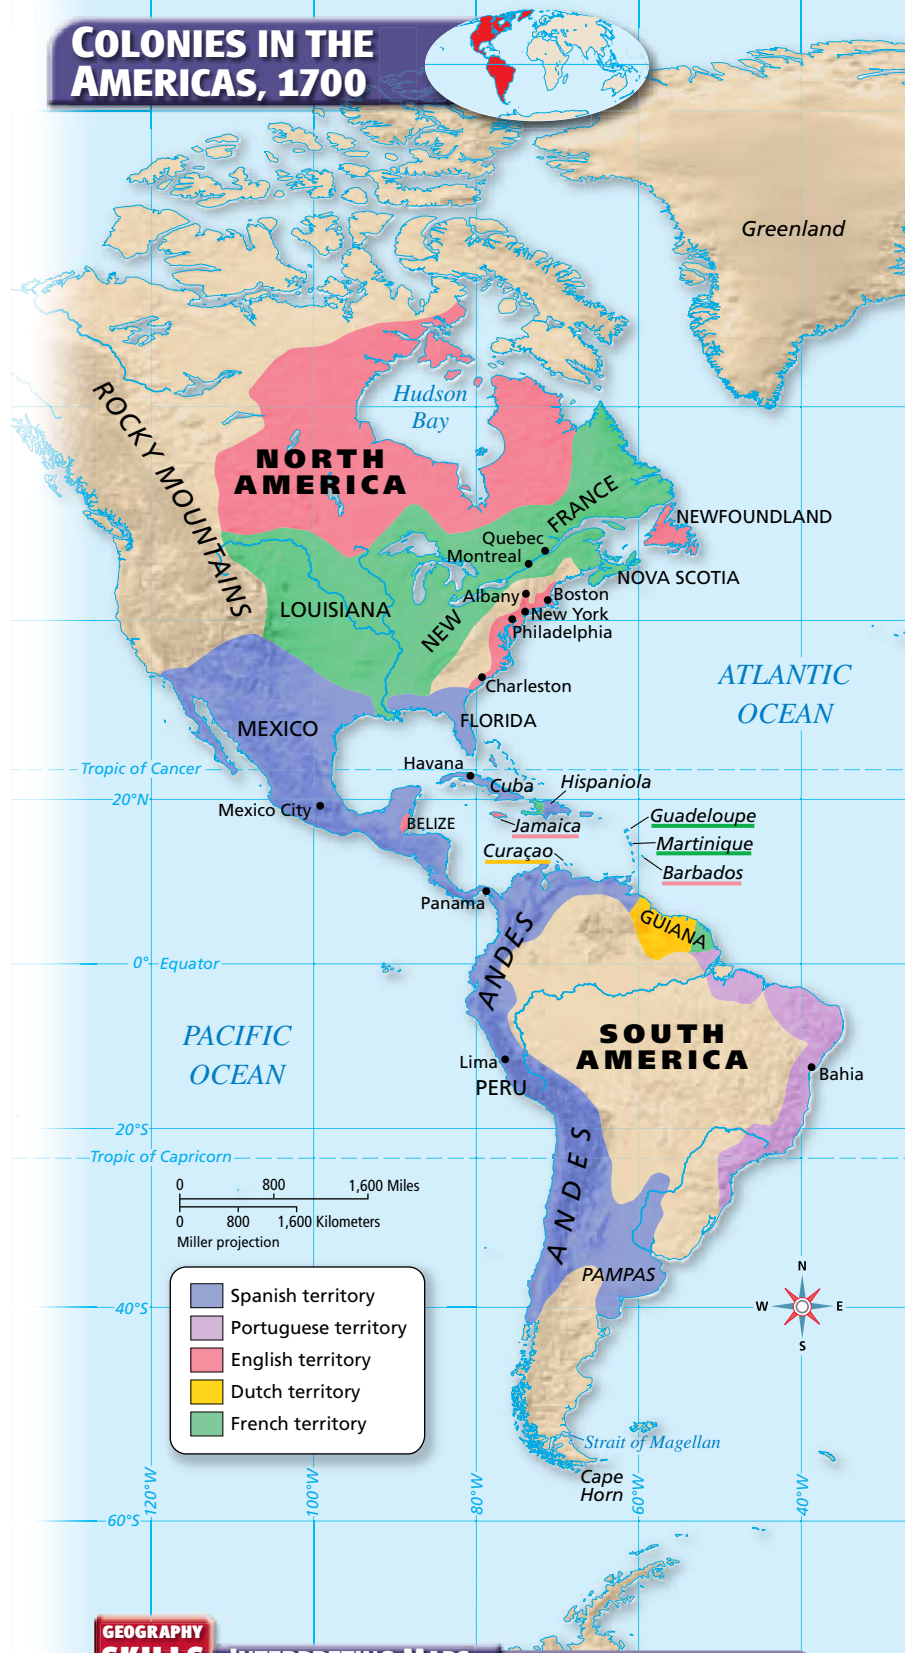 COLONIES IN THE
AMERICAS, 1700
Greenland
ROCKY MOUNTAINS
Hudson
Bay
NORTH
AMERICA
NEW FRANCE
NEWFOUNDLAND
Quebec
Montreal
NOVA SCOTIA
Albany
Boston
LOUISIANA
New York
Philadelphia
ATLANTIC
OCEAN
Charleston
FLORIDA
MEXICO
Tropic of Cancer
Havana
Cuba
Hispaniola
20°N
Mexico City
BELIZE
Jamaica
Guadeloupe
Martinique
Curaçao
Barbados
Panama
GUIANA
ANDES
0° Equator
PACIFIC
OCEAN
SOUTH
AMERICA
Lima
PERU
Bahia
20°S
Tropic of Capricorn
ANDES
0 800 1,600 Miles
0 800 1,600 Kilometers
Miller projection
PAMPAS
N
W E
S
40°S
Spanish territory
Portuguese territory
English territory
Dutch territory
French territory
Strait of Magellan
Cape
Horn
120°W
100°W
80°W
60°W
40°W
60°S
GEOGRAPHY
SKILLS
INTERPRETING MAPS